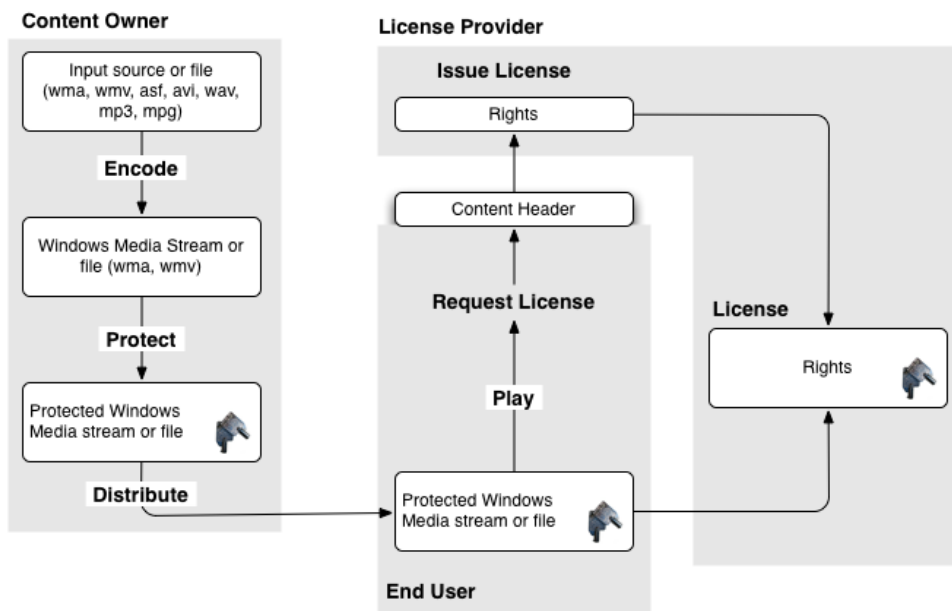 Content Owner
Input source or file
(wma, wmv, asf, avi, wav,
mp3, mpg)
Encode
Windows Media Stream or
file (wma, wmv)
Protect
Protected Windows
Media stream or file
Distribute
License Provider
Issue License
Rights
Content Header
Request License
Play
Protected Windows
Media stream or file
End User
License
Rights